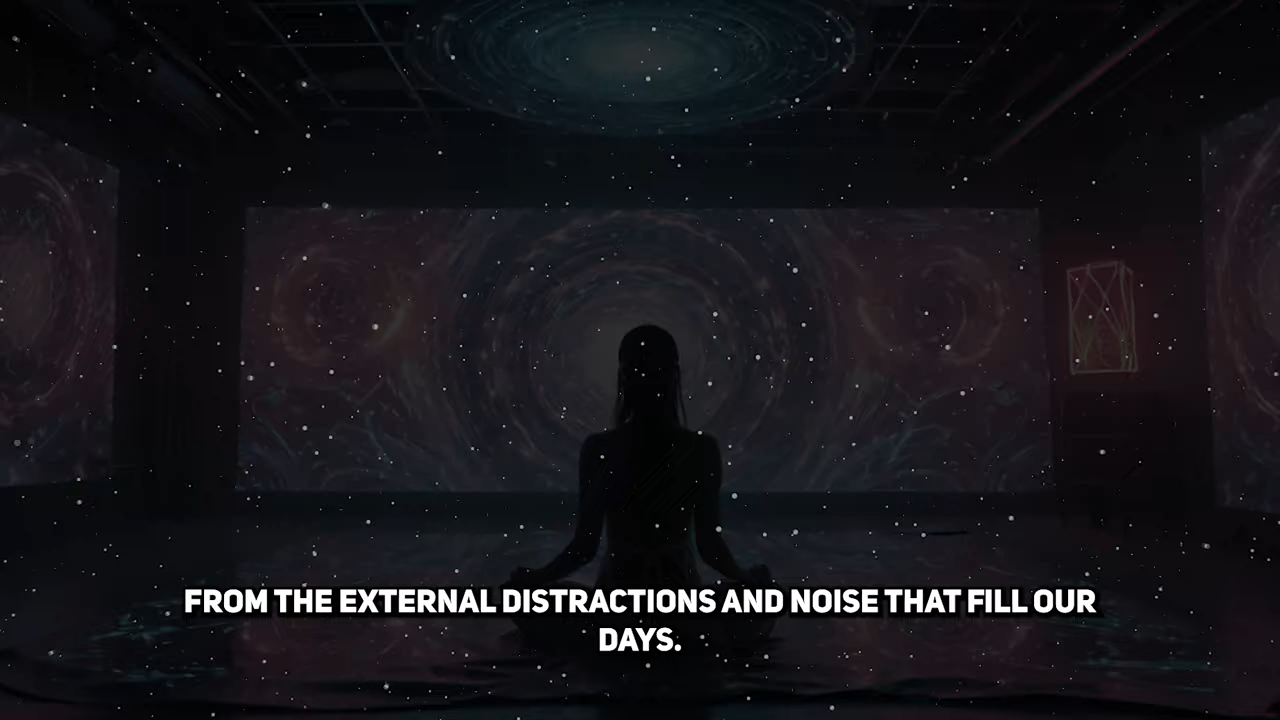 FROM THE EXTERNAL DISTRACTIONS AND NOISE THAT FILL OUR
DAYS.